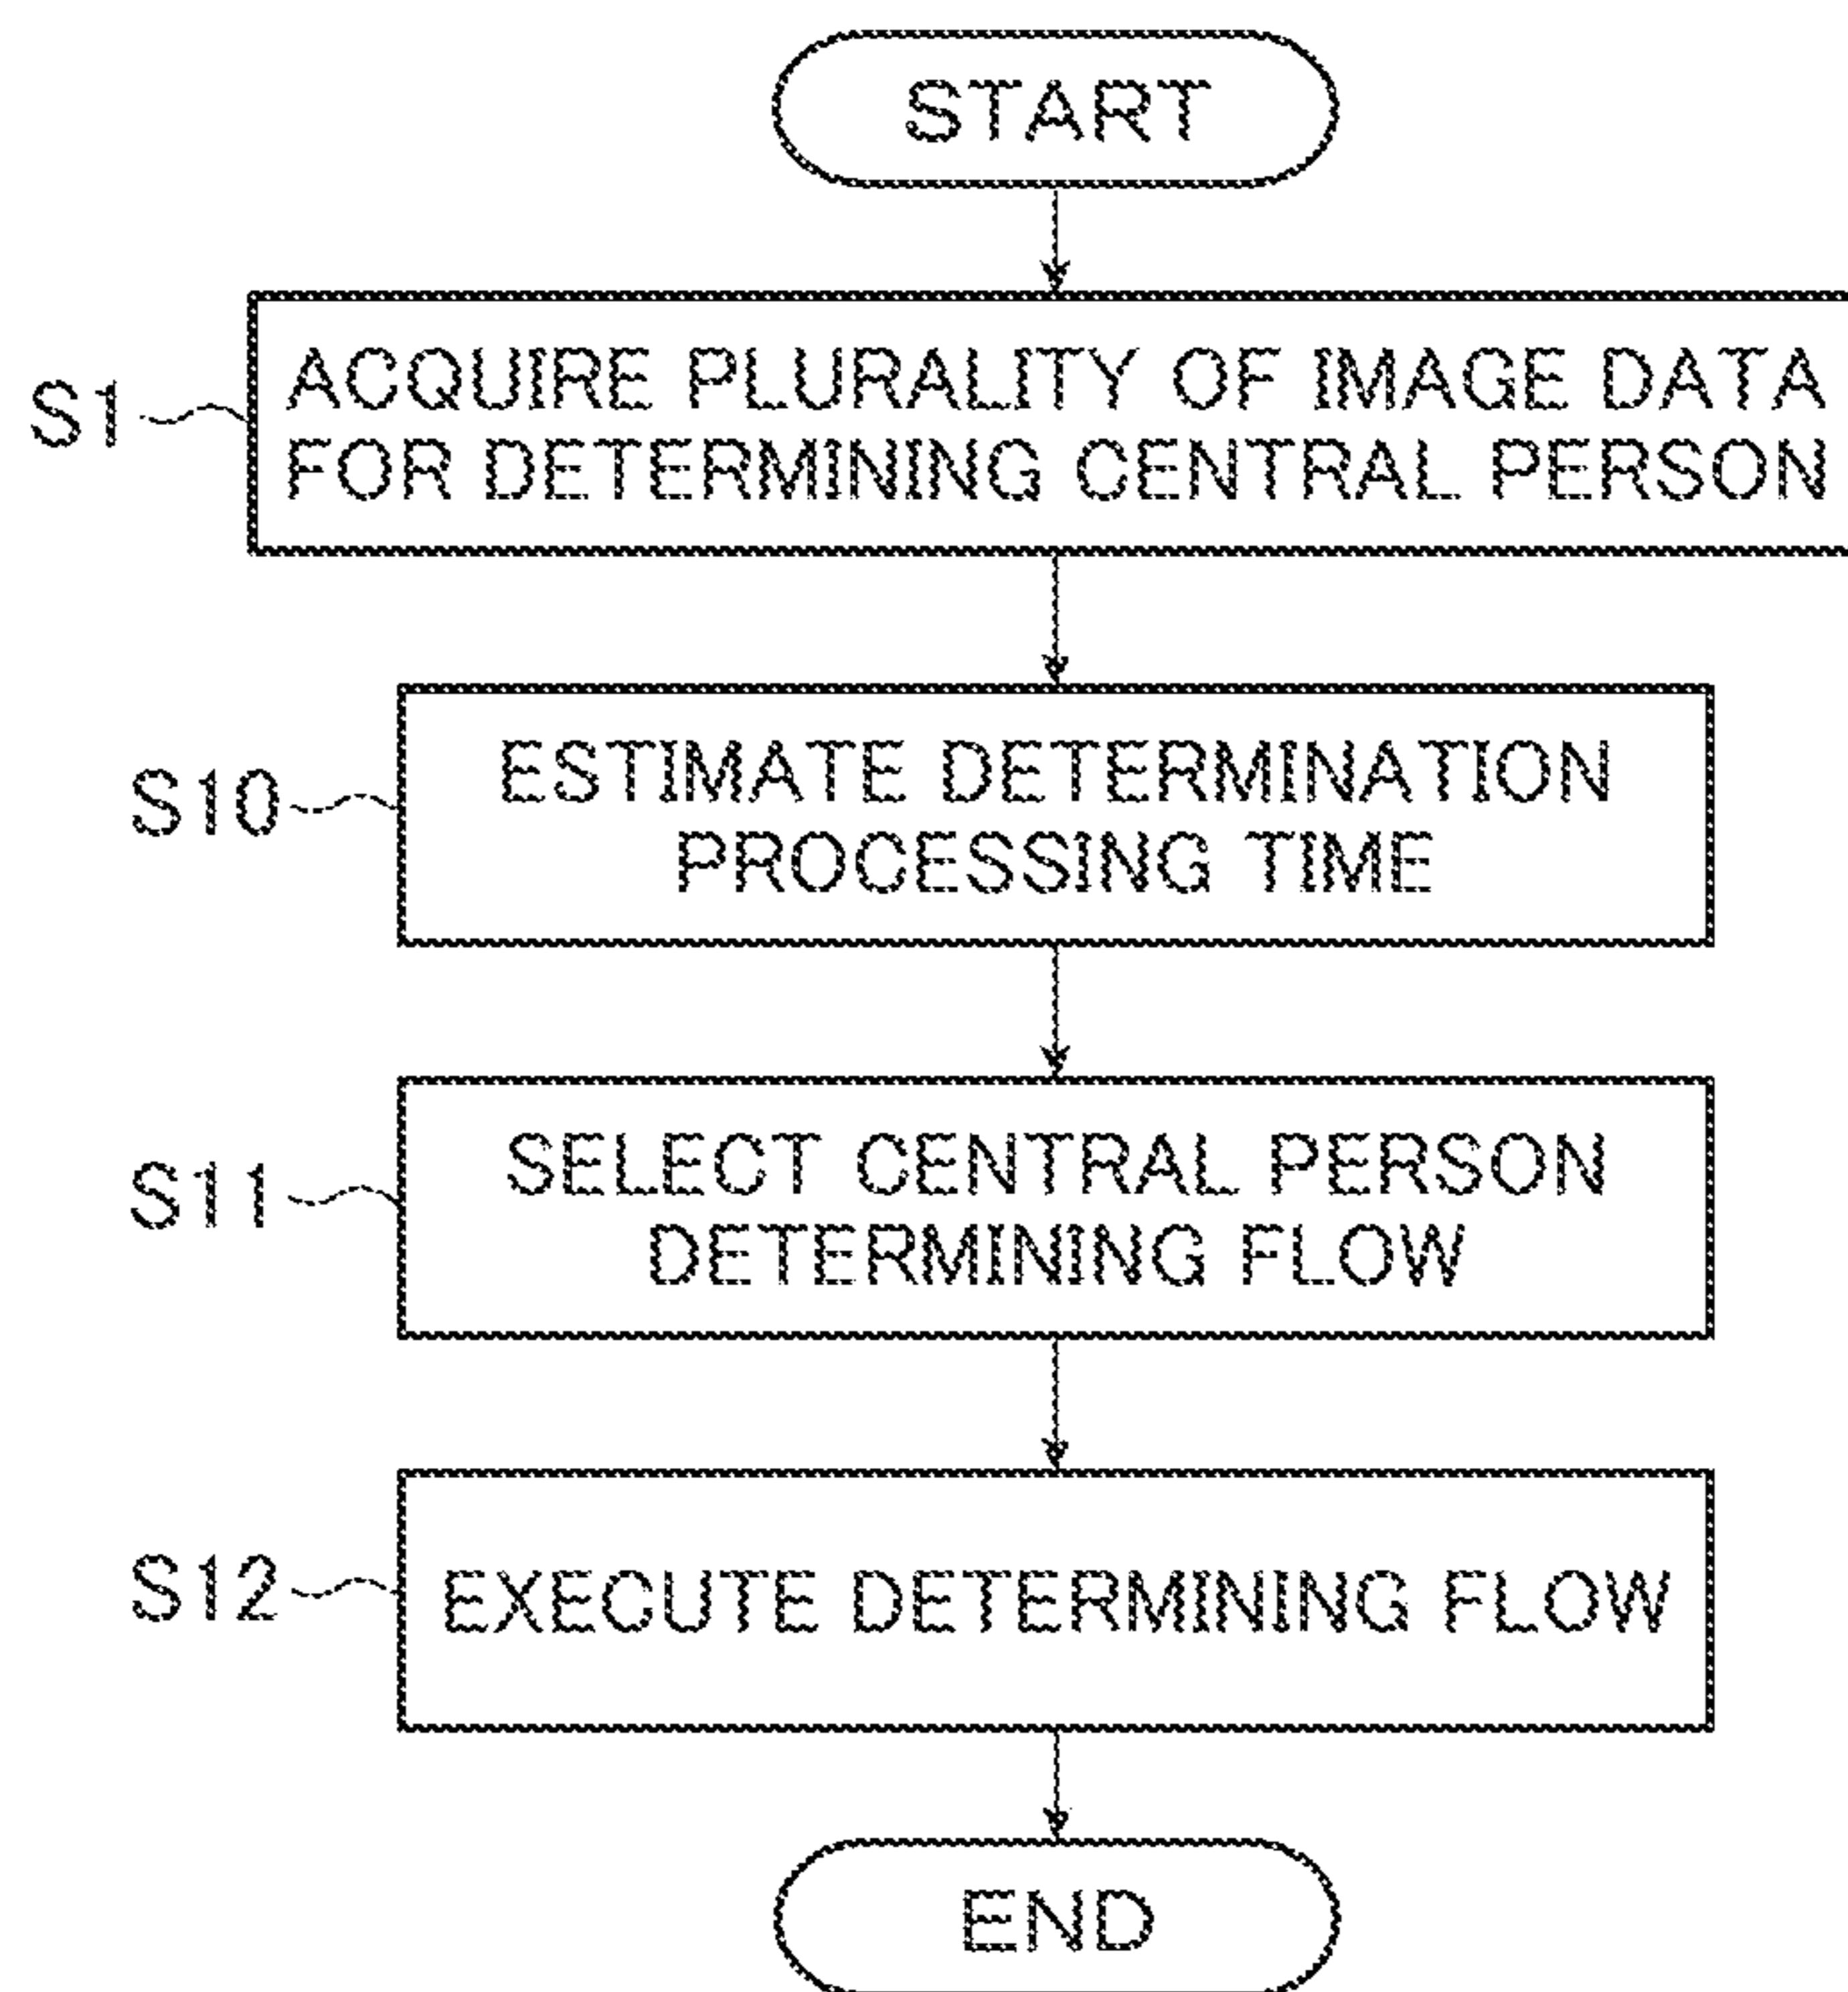 START
S1
ACQUIRE PLURALITY OF IMAGE DATA
FOR DETERMINING CENTRAL PERSON
S10
ESTIMATE DETERMINATION
PROCESSING TIME
S11
SELECT CENTRAL PERSON
DETERMINING FLOW
S12
EXECUTE DETERMINING FLOW
END